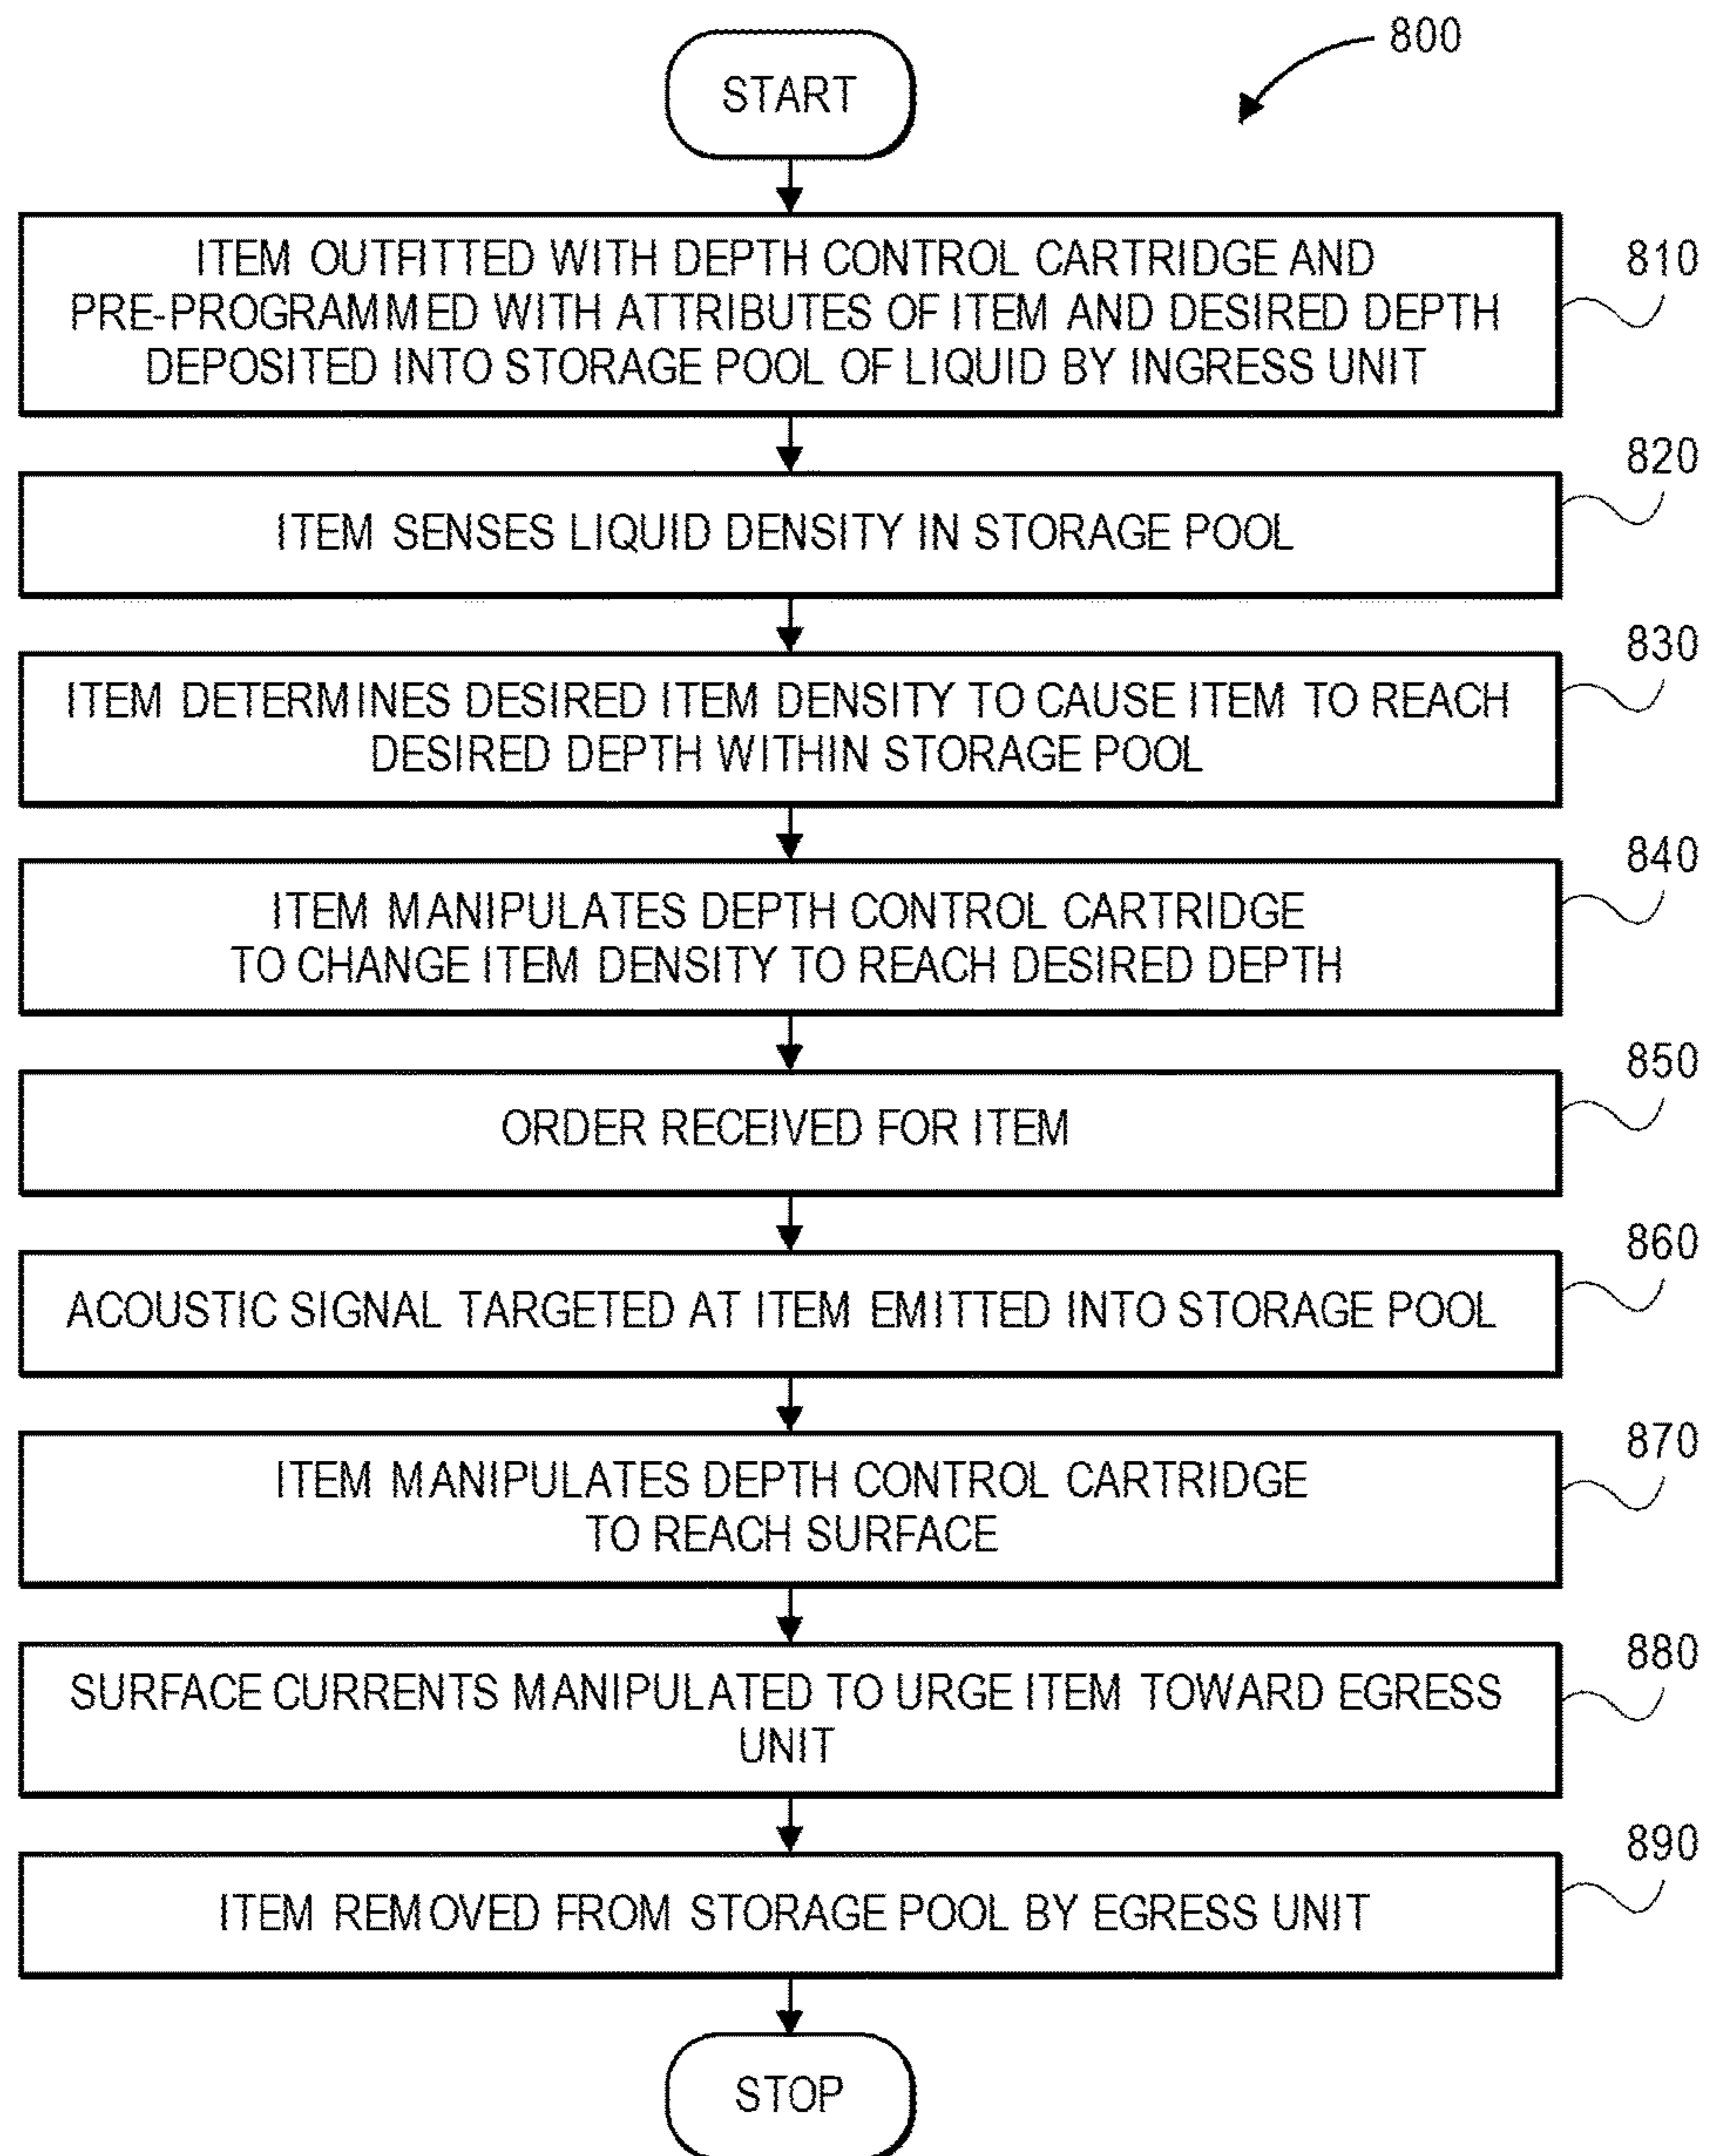 800
START
ITEM OUTFITTED WITH DEPTH CONTROL CARTRIDGE AND
PRE-PROGRAMMED WITH ATTRIBUTES OF ITEM AND DESIRED DEPTH
DEPOSITED INTO STORAGE POOL OF LIQUID BY INGRESS UNIT
810
ITEM SENSES LIQUID DENSITY IN STORAGE POOL
820
ITEM DETERMINES DESIRED ITEM DENSITY TO CAUSE ITEM TO REACH
DESIRED DEPTH WITHIN STORAGE POOL
830
ITEM MANIPULATES DEPTH CONTROL CARTRIDGE
TO CHANGE ITEM DENSITY TO REACH DESIRED DEPTH
840
ORDER RECEIVED FOR ITEM
850
ACOUSTIC SIGNAL TARGETED AT ITEM EMITTED INTO STORAGE POOL
860
ITEM MANIPULATES DEPTH CONTROL CARTRIDGE
TO REACH SURFACE
870
SURFACE CURRENTS MANIPULATED TO URGE ITEM TOWARD EGRESS
UNIT
880
ITEM REMOVED FROM STORAGE POOL BY EGRESS UNIT
890
STOP